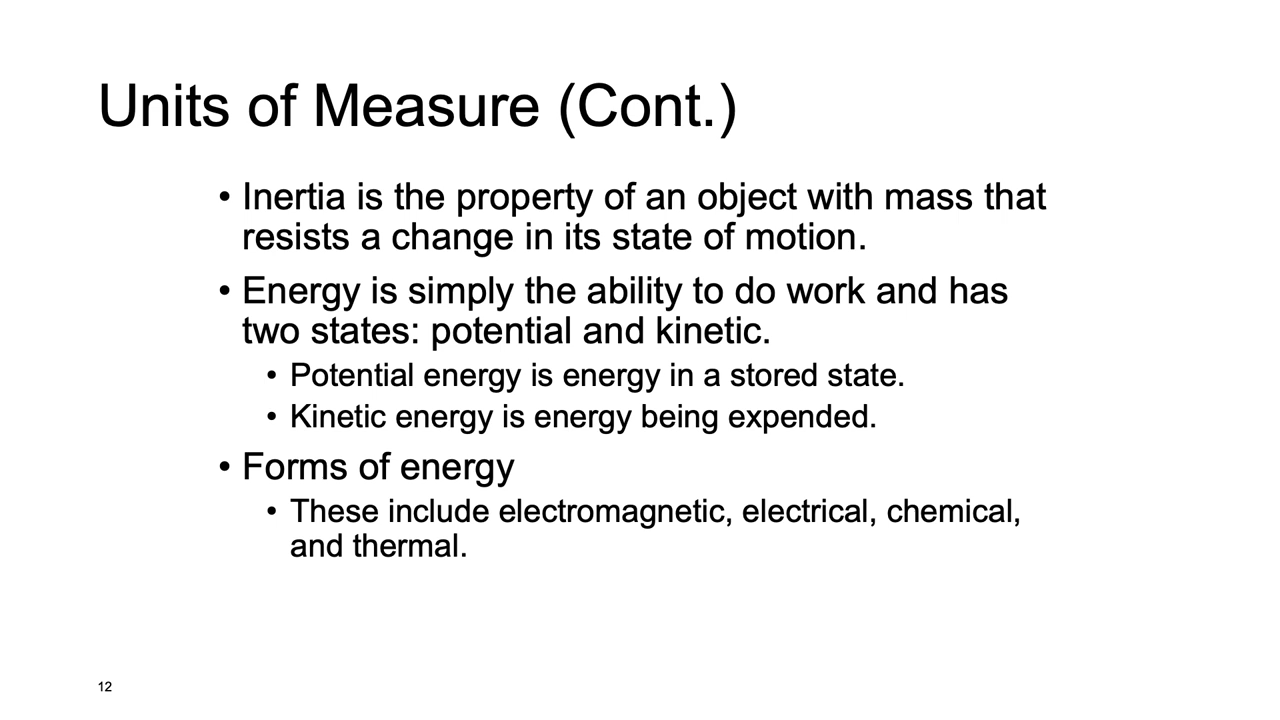 Units of Measure (Cont.)
• Inertia is the property of an object with mass that
resists a change in its state of motion.
• Energy is simply the ability to do work and has
two states: potential and kinetic.
• Potential energy is energy in a stored state.
• Kinetic energy is energy being expended.
• Forms of energy
• These include electromagnetic, electrical, chemical,
and thermal.
12